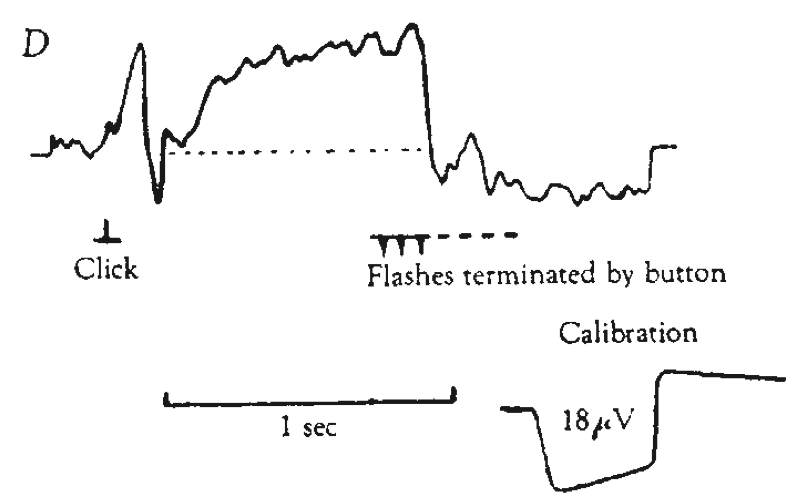 D
Click
Flashes terminated by button
Calibration
18μV
1 sec